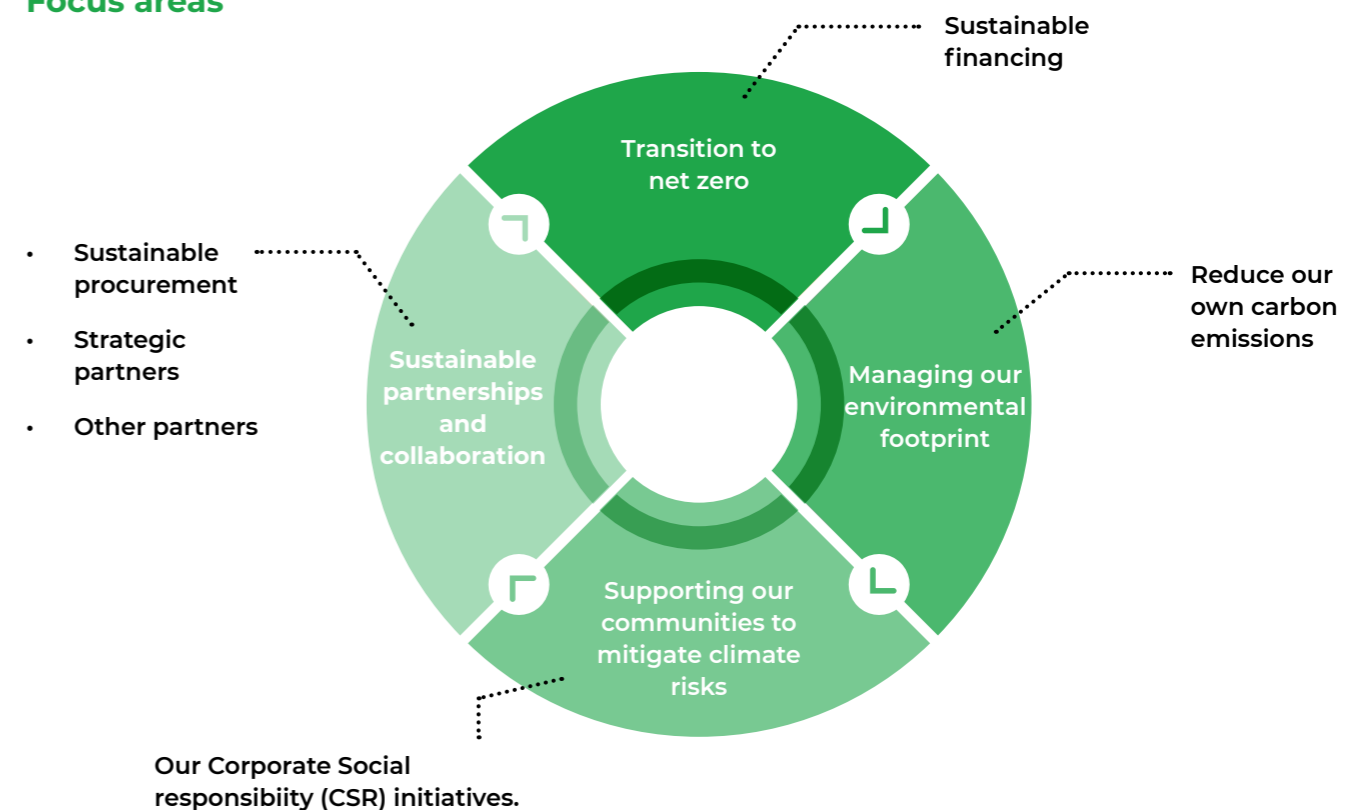 Focus areas
Sustainable
financing
Transition to
net zero
• Sustainable
procurement
• Strategic
partners
• Other partners
Reduce our
own carbon
emissions
Sustainable
partnerships
and
collaboration
Managing our
environmental
footprint
Supporting our
communities to
mitigate climate
risks
Our Corporate Social
responsibiity (CSR) initiatives.